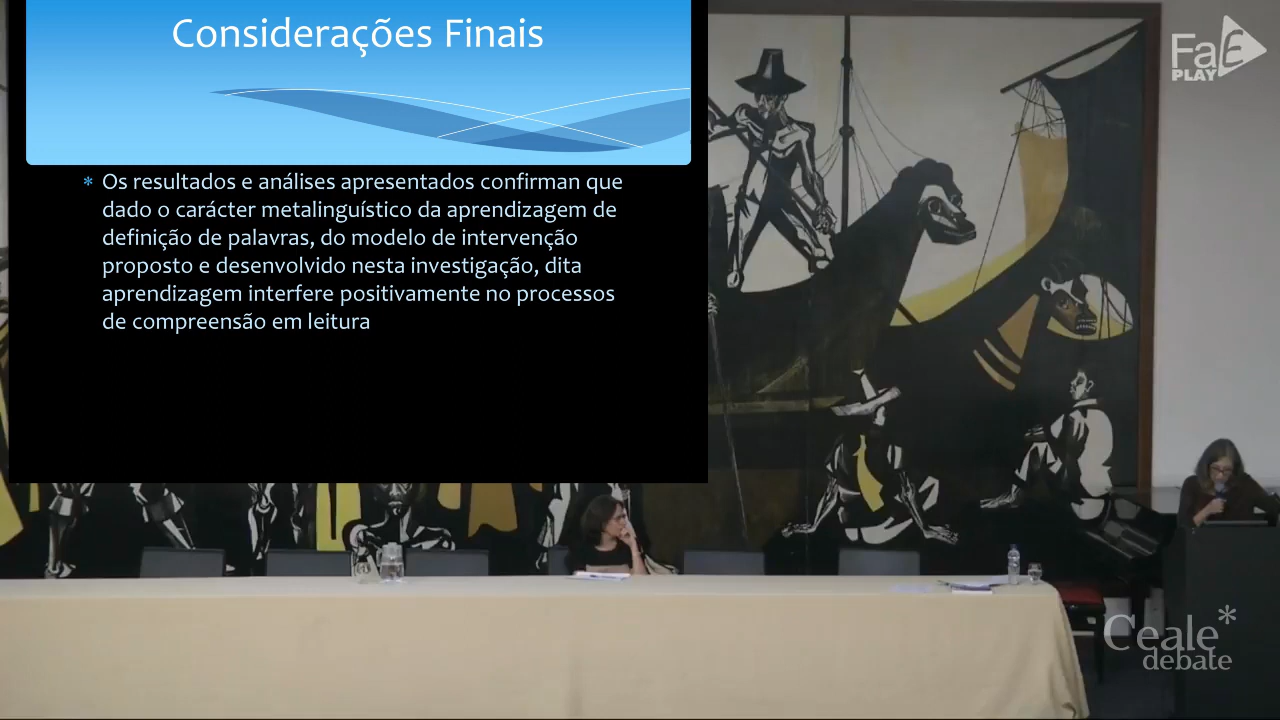 Considerações Finais
Os resultados e análises apresentados confirman que
dado o carácter metalinguístico da aprendizagem de
definição de palavras, do modelo de intervenção
proposto e desenvolvido nesta investigação, dita
aprendizagem interfere positivamente no processos
de compreensão em leitura
FaE
PLAY
Ceale*
debate